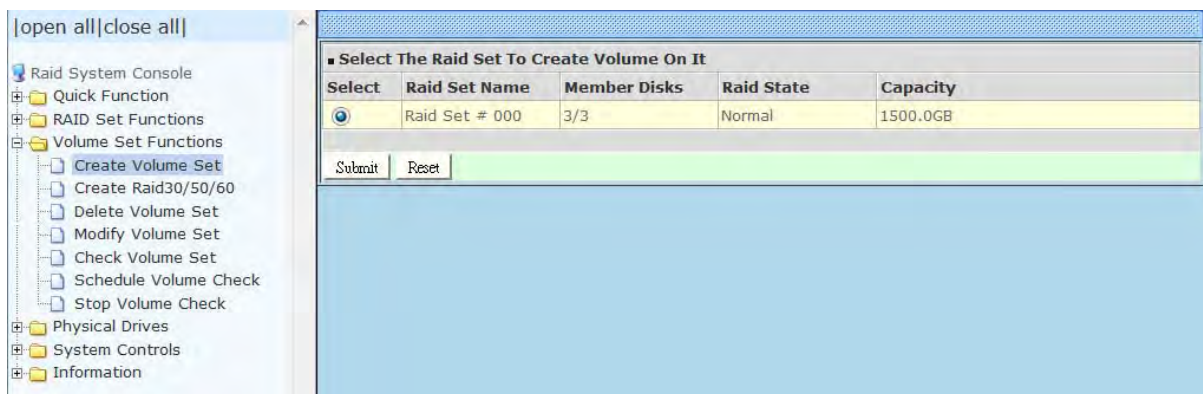 |open all|close all|
Raid System Console
Quick Function
RAID Set Functions
Volume Set Functions
Create Volume Set
Create Raid30/50/60
Delete Volume Set
Modify Volume Set
Check Volume Set
Schedule Volume Check
Stop Volume Check
Physical Drives
System Controls
Information
Select The Raid Set To Create Volume On It
Select Raid Set Name Member Disks Raid State Capacity
Raid Set # 000 3/3 Normal 1500.0GB
Submit Reset